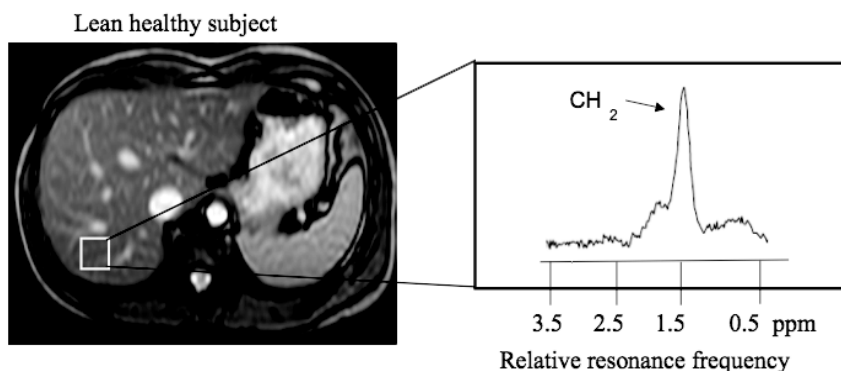 Lean healthy subject
CH 2
3.5 2.5 1.5 0.5 ppm
Relative resonance frequency